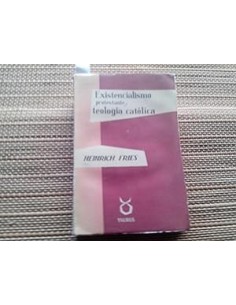 Existencialismo
protestante,
teología católica
HEINRICH FRIES
TAURUS